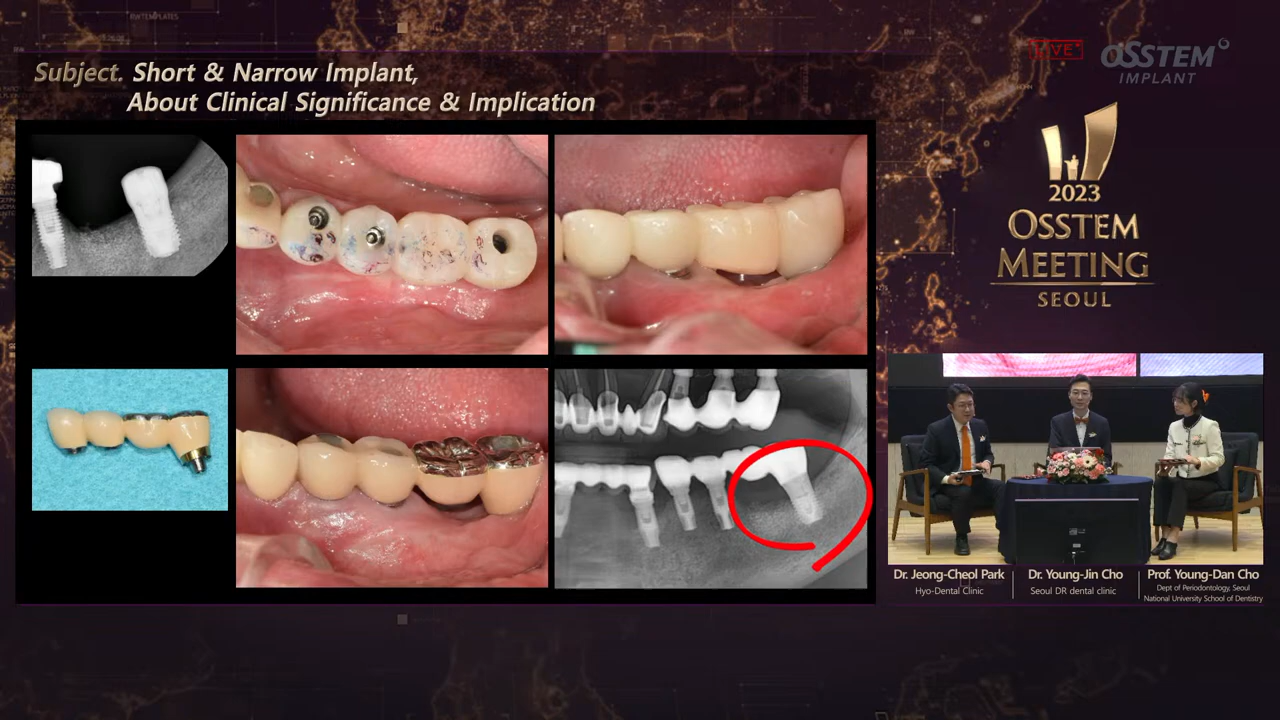 Subject. Short & Narrow Implant,
About Clinical Significance & Implication
LIVE
OSSTEM
IMPLANT
2023
OSSTEM
MEETING
SEOUL
Dr. Jeong-Cheol Park
Hyo-Dental Clinic
Dr. Young-Jin Cho
Seoul DR dental clinic
Prof. Young-Dan Cho
Dept of Periodontology, Seoul
National University School of Dentistry